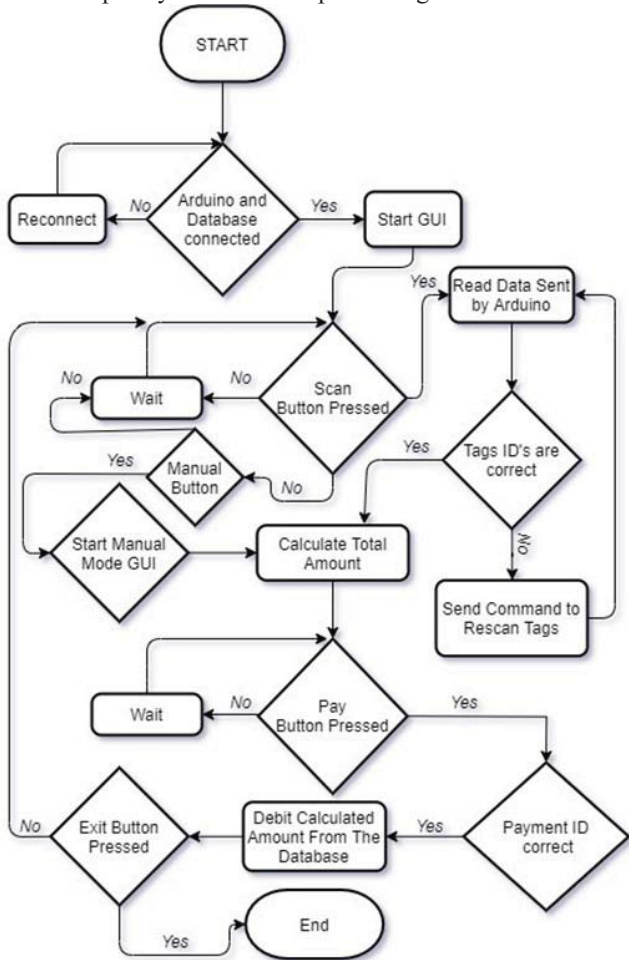 START
Arduino and
Database
connected
No
Yes
Reconnect
Start GUI
Yes
Read Data Sent
by Arduino
Scan
Button Pressed
No
Wait
No
Manual
Button
Yes
No
Yes
Tags ID's are
correct
Start Manual
Mode GUI
Calculate Total
Amount
No
Send Command to
Rescan Tags
Pay
Button Pressed
No
Wait
Yes
Exit Button
Pressed
No
Debit Calculated
Amount From The
Database
Yes
Payment ID
correct
End
Yes